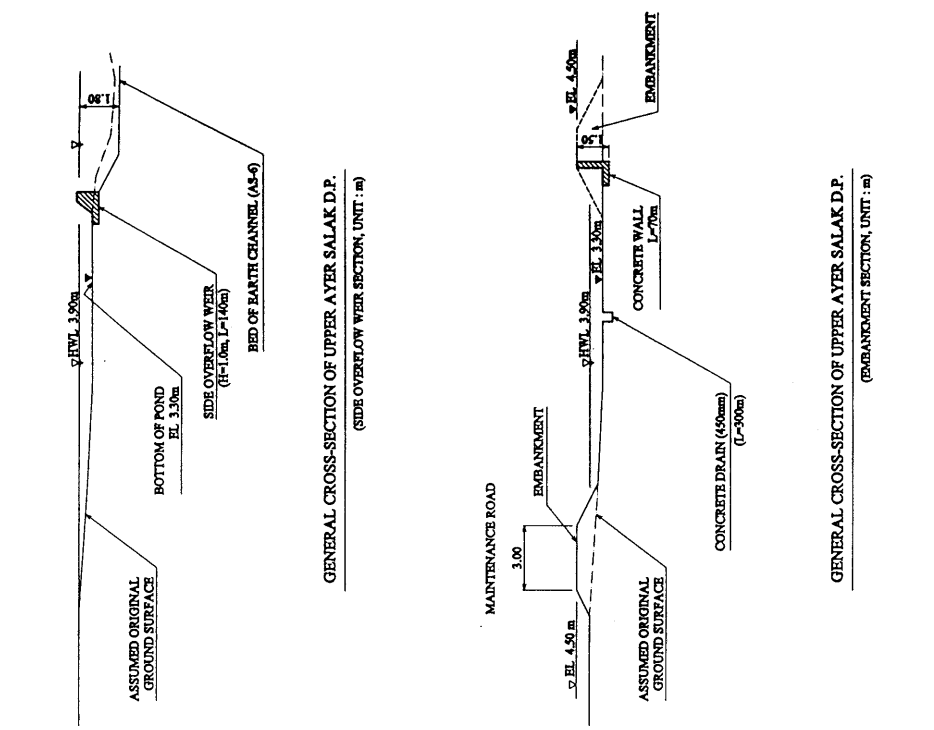 1.80
HWL 3.90m
BOTTOM OF POND
EL 3.30m
SIDE OVERFLOW WEIR
(H=1.0m, L=140m)
BED OF EARTH CHANNEL (AS-6)
ASSUMED ORIGINAL
GROUND SURFACE
GENERAL CROSS-SECTION OF UPPER AYER SALAK D.P.
(SIDE OVERFLOW WEIR SECTION, UNIT : m)
MAINTENANCE ROAD
3.00
EMBANKMENT
EL 4.50 m
HWL 3.90m
EL 3.30m
EL 4.50m
1.50
EMBANKMENT
CONCRETE WALL
L=70m
CONCRETE DRAIN (450mm)
(L=300m)
ASSUMED ORIGINAL
GROUND SURFACE
GENERAL CROSS-SECTION OF UPPER AYER SALAK D.P.
(EMBANKMENT SECTION, UNIT : m)